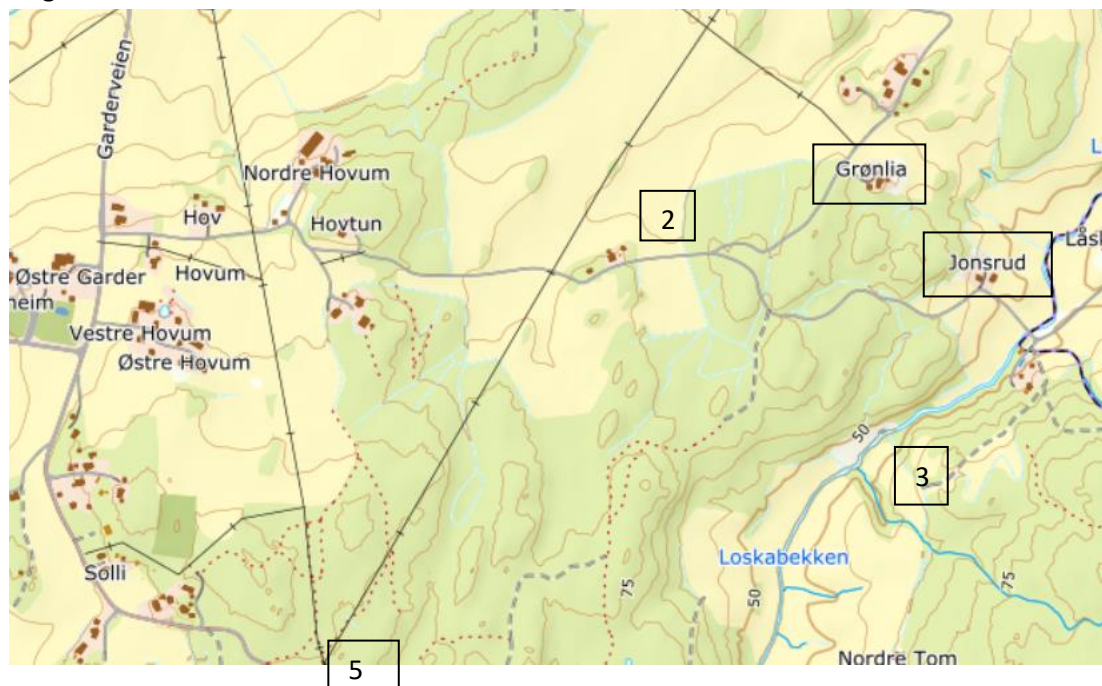 Garderveien
Nordre Hovum
Grønlia
Hov
Hovtun
2
Jonsrud
Østre Garder
Hovum
heim
Vestre Hovum
Østre Hovum
50
3
Loskabekken
Solli
75
50
75
Nordre Tom
5